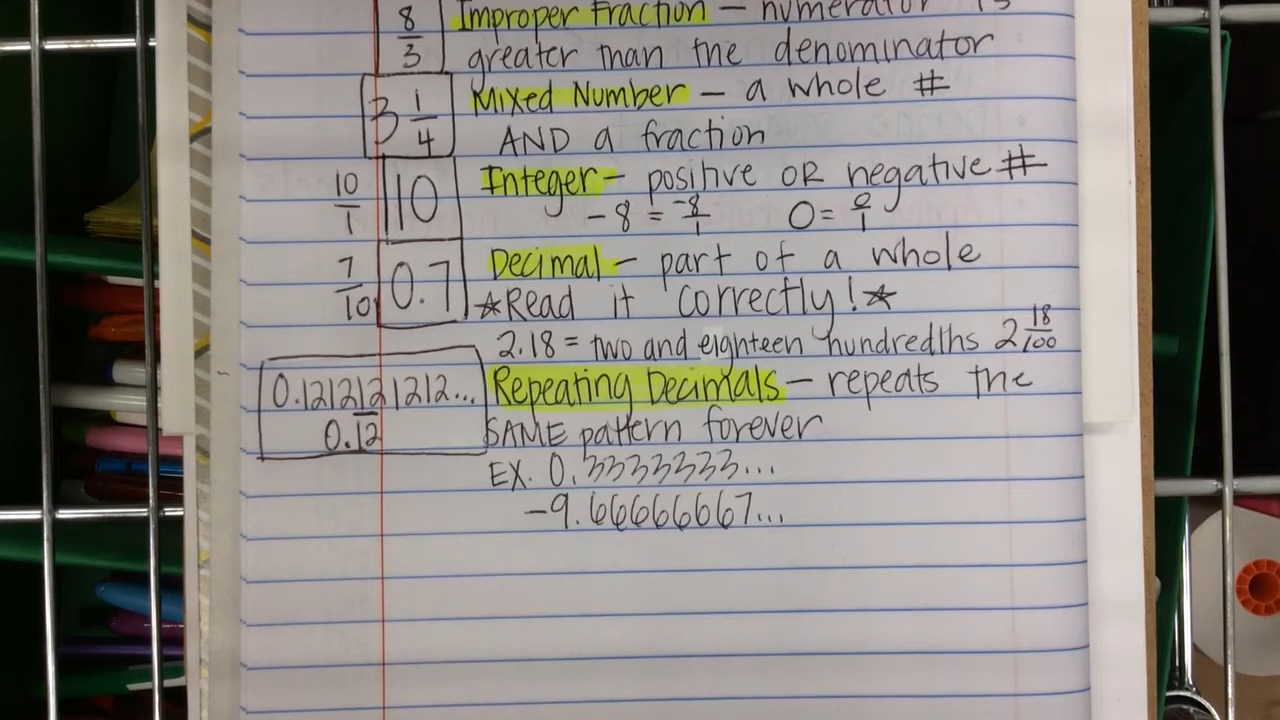 8/3 Improper Fraction – numerator is
greater than the denominator
3 1/4 Mixed Number – a whole #
AND a fraction
10/1 10 Integer – positive OR negative #
-8 = -8/1 0 = 0/1
7/10 0.7 Decimal – part of a whole
★Read it correctly!★
2.18 = two and eighteen hundredths 2 18/100
0.1212121212... Repeating Decimals – repeats the
0.1̅2̅ SAME pattern forever
EX. 0.3333333...
-9.66666667...